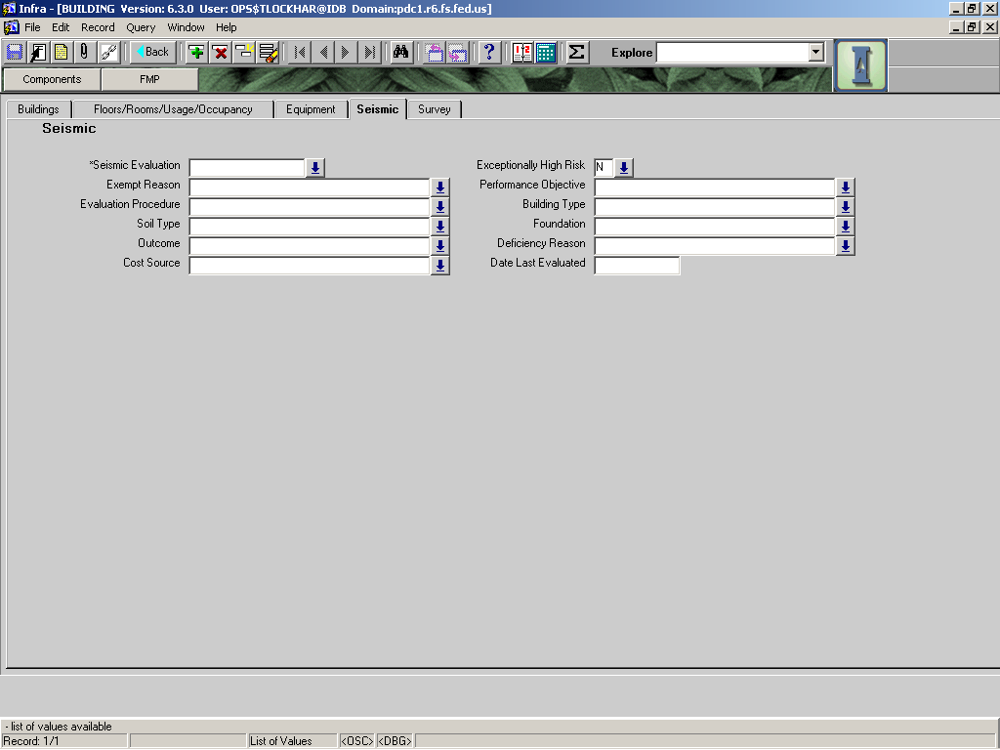 Infra - [BUILDING Version: 6.3.0 User: OPS$TLOCKHAR@IDB Domain:pdc1.r6.fs.fed.us]
File Edit Record Query Window Help
Back Explore
Components FMP
Buildings Floors/Rooms/Usage/Occupancy Equipment Seismic Survey
Seismic
*Seismic Evaluation Exceptionally High Risk N
Exempt Reason Performance Objective
Evaluation Procedure Building Type
Soil Type Foundation
Outcome Deficiency Reason
Cost Source Date Last Evaluated
- list of values available
Record: 1/1 List of Values <OSC> <DBG>